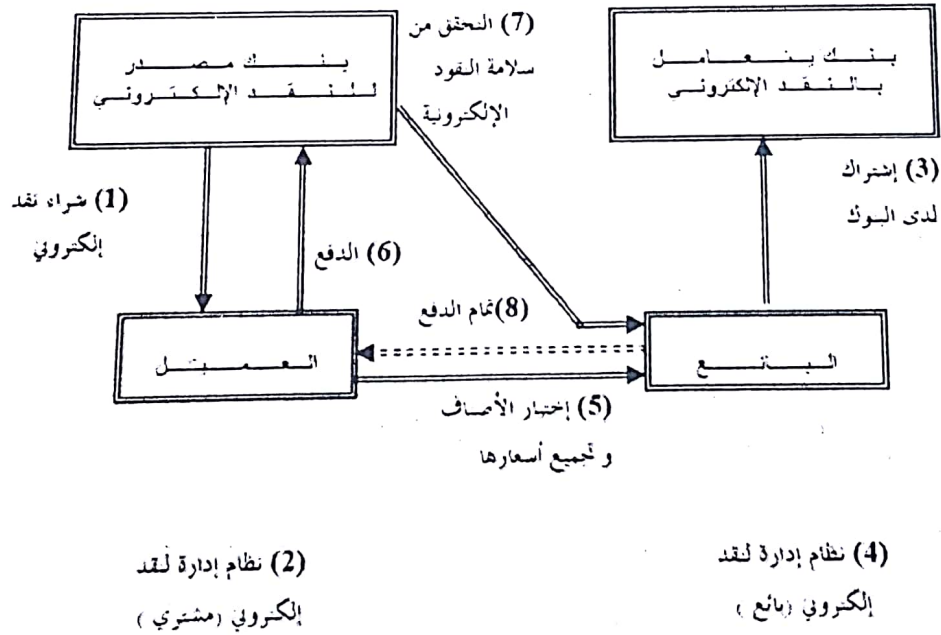 بنك مصدر
للنقد الإلكتروني
(7) التحقق من
سلامة النقود
الإلكترونية
بنك يتعامل
بالنقد الإلكتروني
(1) شراء نقد
إلكتروني
(6) الدفع
(3) إشتراك
لدى البنوك
العميل
(8) تمام الدفع
البائع
(5) إختيار الأصناف
و تجميع أسعارها
(2) نظام إدارة لنقد
إلكتروني (مشتري )
(4) نظام إدارة لنقد
إلكتروني (بائع )